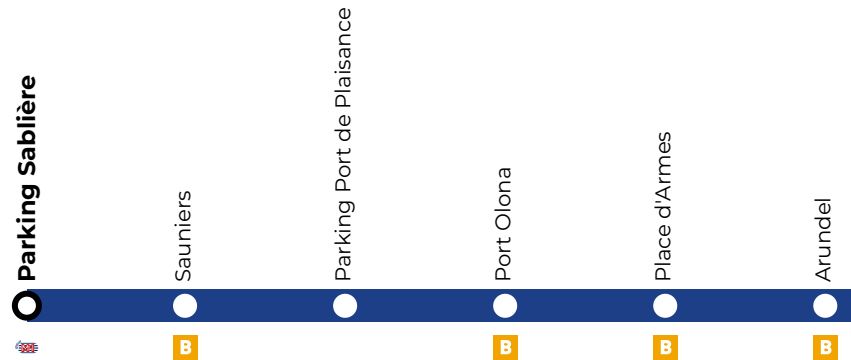 Parking Sablière
Sauniers
Parking Port de Plaisance
Port Olona
Place d'Armes
Arundel
B
B
B
B